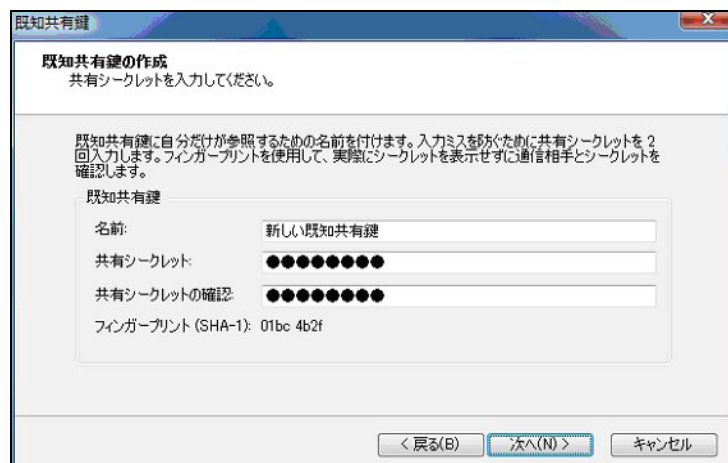 既知共有鍵
既知共有鍵の作成
共有シークレットを入力してください。
既知共有鍵に自分だけが参照するための名前を付けます。入力ミスを防ぐために共有シークレットを 2
回入力します。フィンガープリントを使用して、実際にシークレットを表示せずに通信相手とシークレットを
確認します。
既知共有鍵
名前: 新しい既知共有鍵
共有シークレット: ●●●●●●●●
共有シークレットの確認: ●●●●●●●●
フィンガープリント (SHA-1): 01bc 4b2f
< 戻る(B) 次へ(N) > キャンセル